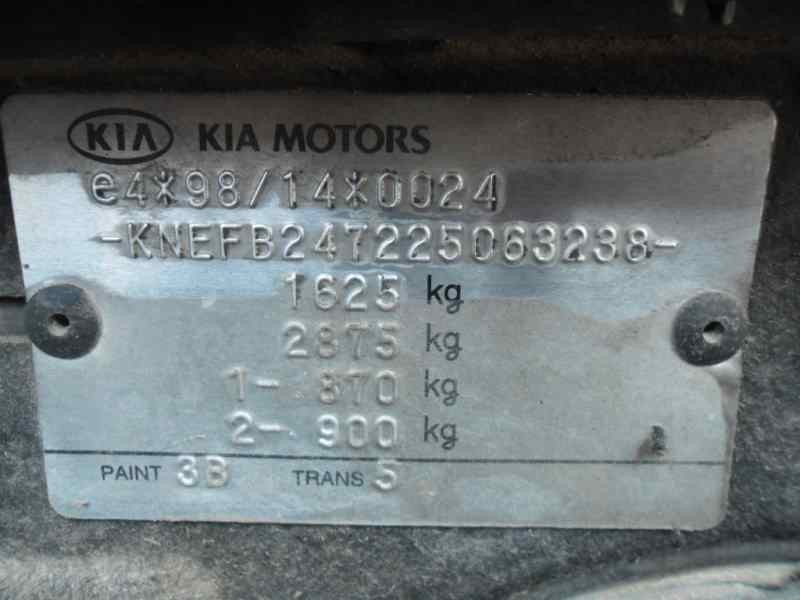 KIA KIA MOTORS
e4*98/14*0024
-KNEFB247225063238-
1625 kg
2875 kg
1- 870 kg
2- 900 kg
PAINT 3B TRANS 5